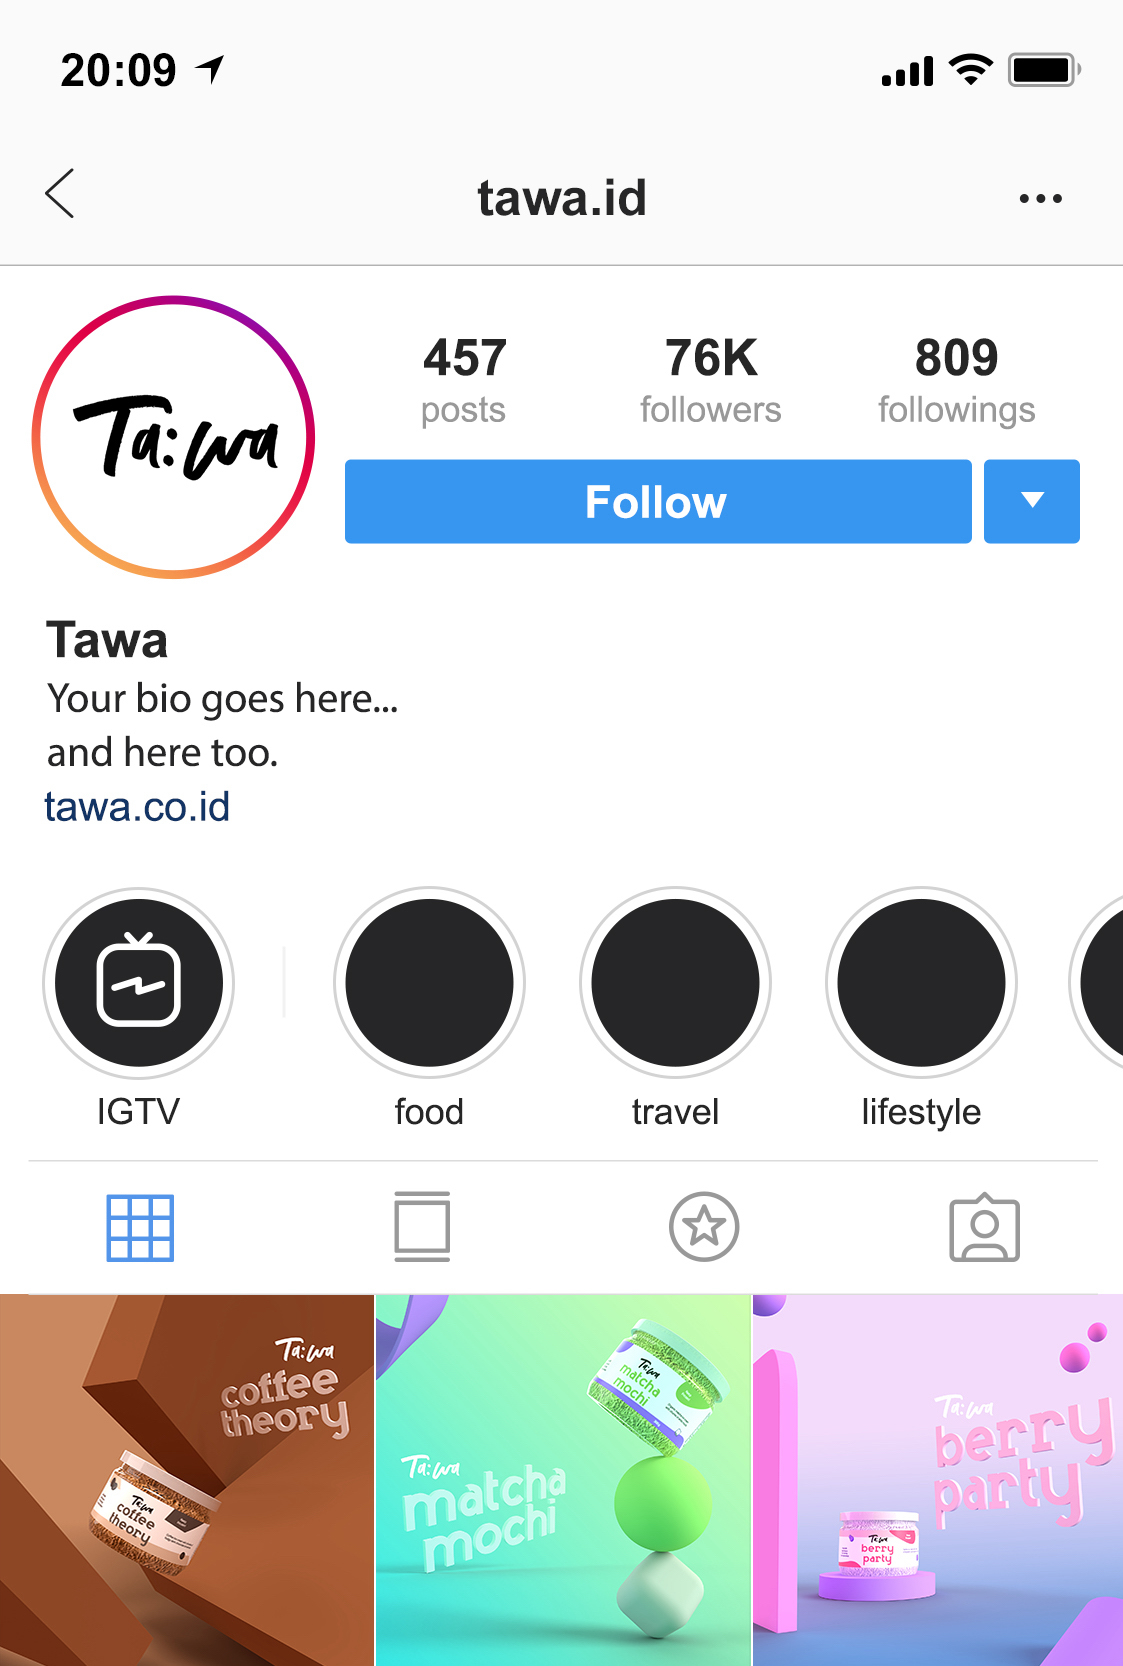 20:09
tawa.id
Ta:wa
457
posts
76K
followers
809
followings
Follow
Tawa
Your bio goes here...
and here too.
tawa.co.id
IGTV
food
travel
lifestyle
Ta:wa
coffee
theory
Ta:wa
coffee
theory
Ta:wa
matcha
mochi
Ta:wa
matcha
mochi
Ta:wa
berry
party
Ta:wa
berry
party